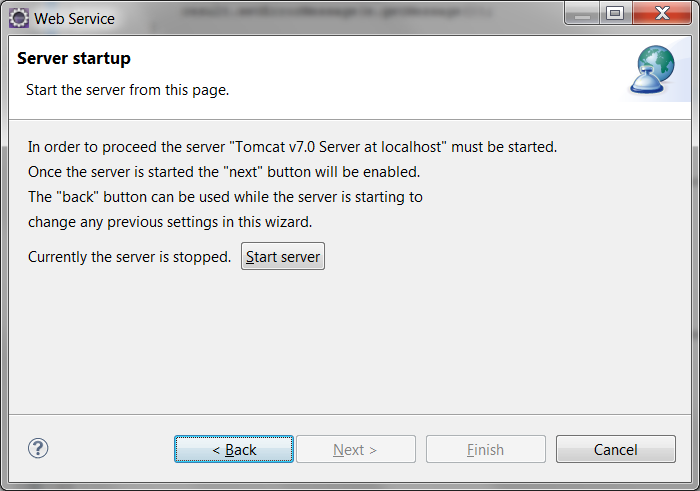 Web Service
Server startup
Start the server from this page.
In order to proceed the server "Tomcat v7.0 Server at localhost" must be started.
Once the server is started the "next" button will be enabled.
The "back" button can be used while the server is starting to
change any previous settings in this wizard.
Currently the server is stopped. Start server
? < Back Next > Finish Cancel